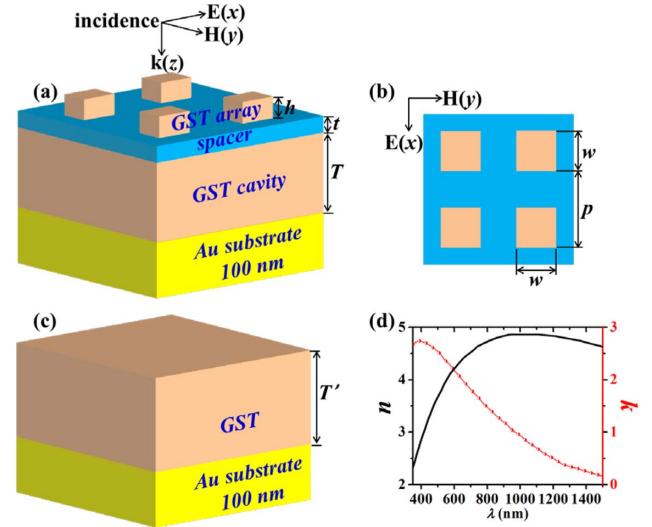 incidence
E(x)
H(y)
k(z)
(a)
h
GST array
t
spacer
T
GST cavity
Au substrate
100 nm
(b)
H(y)
E(x)
w
p
w
(c)
T'
GST
Au substrate
100 nm
(d)
5
4
3
2
n
3
2
1
0
k
400 600 800 1000 1200 1400
λ (nm)